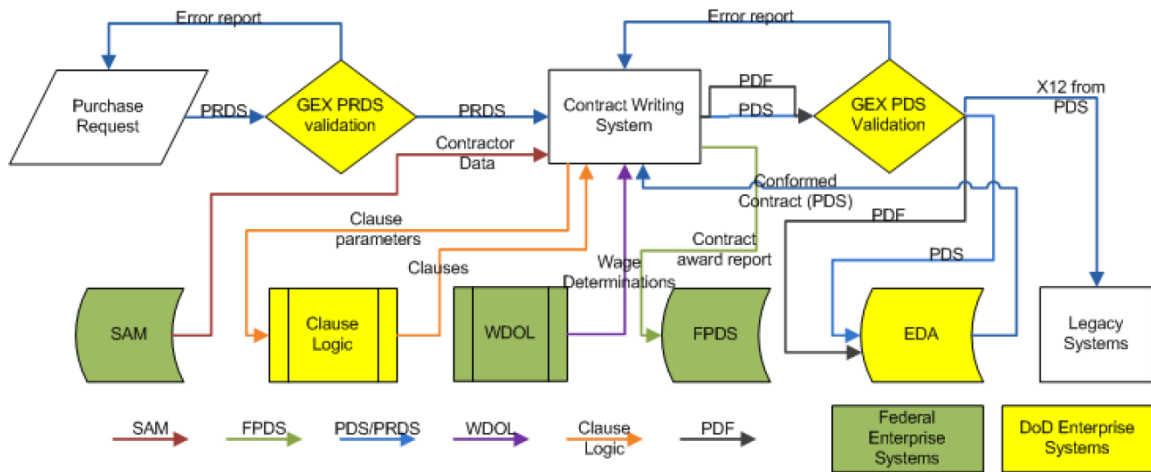 Error report
Error report
Purchase
Request
PRDS
GEX PRDS
validation
PRDS
Contract Writing
System
PDF
PDS
GEX PDS
Validation
X12 from
PDS
Contractor
Data
Conformed
Contract (PDS)
PDF
Clause
parameters
Clauses
Wage
Determinations
Contract
award report
PDS
SAM
Clause
Logic
WDOL
FPDS
EDA
Legacy
Systems
SAM
FPDS
PDS/PRDS
WDOL
Clause
Logic
PDF
Federal
Enterprise
Systems
DoD Enterprise
Systems